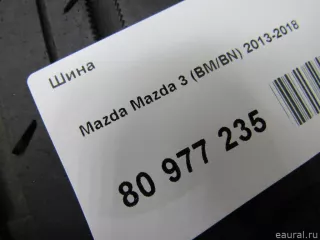 Шина
Mazda Mazda 3 (BM/BN) 2013-2018
80 977 235
eaural.ru